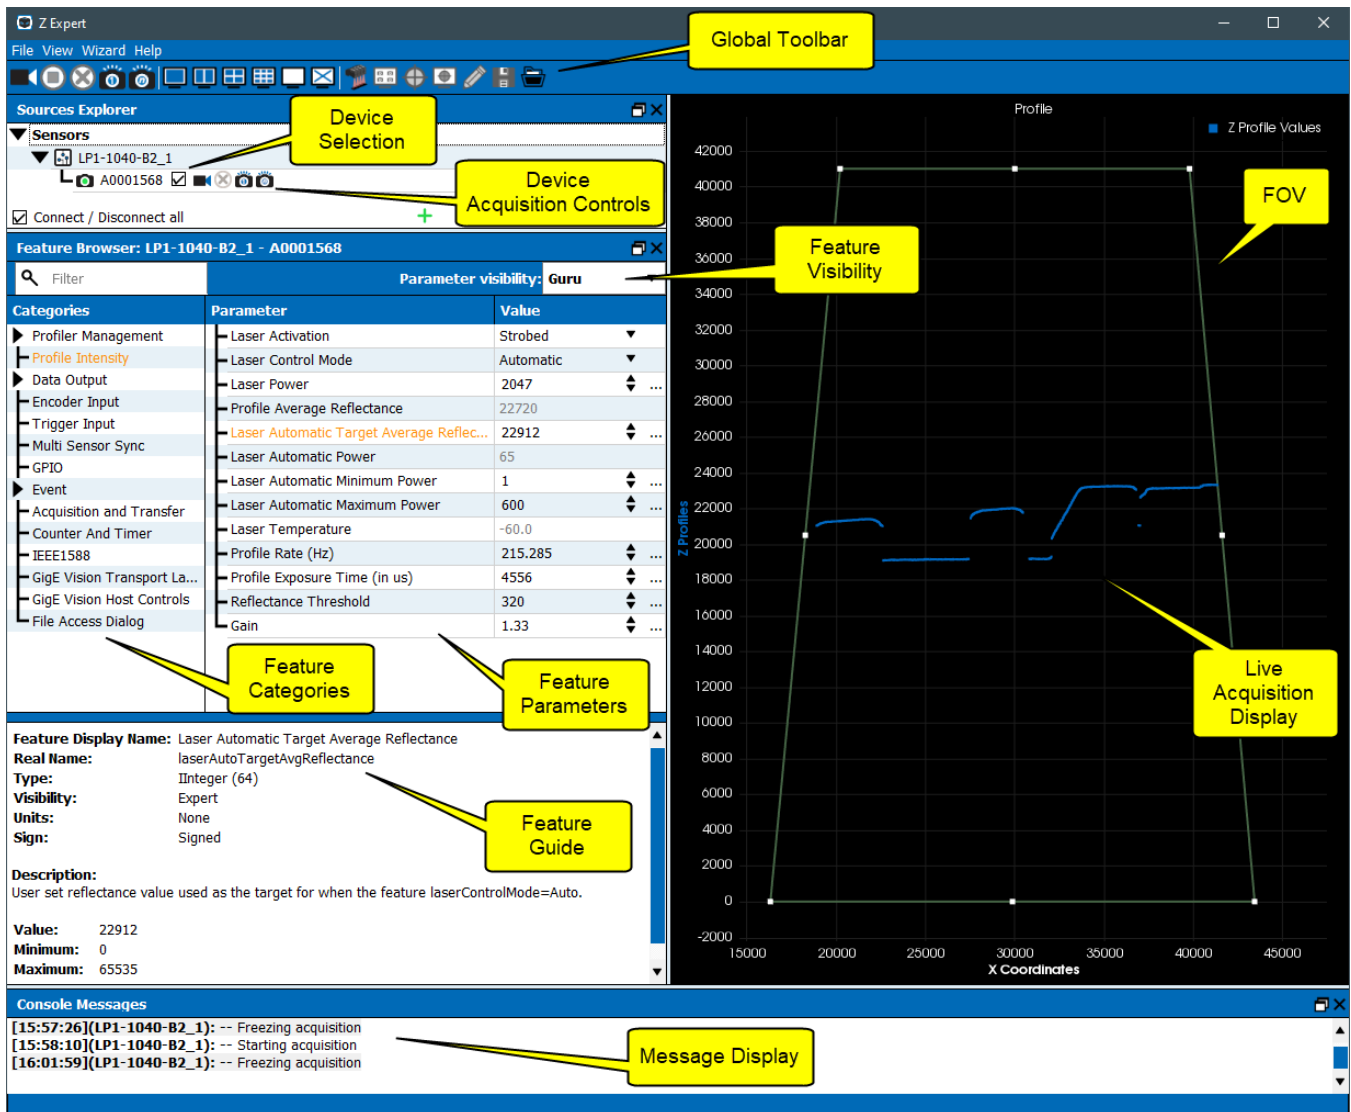 Z Expert
File View Wizard Help
Global Toolbar
Sources Explorer
Sensors
LP1-1040-B2_1
A0001568
Connect / Disconnect all
Device
Selection
Device
Acquisition Controls
Feature Browser: LP1-1040-B2_1 - A0001568
Filter
Parameter visibility: Guru
Feature
Visibility
Categories
Profiler Management
Profile Intensity
Data Output
Encoder Input
Trigger Input
Multi Sensor Sync
GPIO
Event
Acquisition and Transfer
Counter And Timer
IEEE1588
GigE Vision Transport La...
GigE Vision Host Controls
File Access Dialog
Parameter Value
Laser Activation Strobed
Laser Control Mode Automatic
Laser Power 2047 ...
Profile Average Reflectance 22720
Laser Automatic Target Average Reflec... 22912 ...
Laser Automatic Power 65
Laser Automatic Minimum Power 1 ...
Laser Automatic Maximum Power 600 ...
Laser Temperature -60.0
Profile Rate (Hz) 215.285 ...
Profile Exposure Time (in us) 4556 ...
Reflectance Threshold 320 ...
Gain 1.33 ...
Feature
Categories
Feature
Parameters
Feature Display Name: Laser Automatic Target Average Reflectance
Real Name: laserAutoTargetAvgReflectance
Type: IInteger (64)
Visibility: Expert
Units: None
Sign: Signed
Description:
User set reflectance value used as the target for when the feature laserControlMode=Auto.
Value: 22912
Minimum: 0
Maximum: 65535
Feature
Guide
Profile
Z Profile Values
42000
40000
38000
36000
34000
32000
30000
28000
26000
24000
22000
20000
18000
16000
14000
12000
10000
8000
6000
4000
2000
0
-2000
Z Profiles
15000 20000 25000 30000 35000 40000 45000
X Coordinates
FOV
Live
Acquisition
Display
Console Messages
[15:57:26](LP1-1040-B2_1): -- Freezing acquisition
[15:58:10](LP1-1040-B2_1): -- Starting acquisition
[16:01:59](LP1-1040-B2_1): -- Freezing acquisition
Message Display